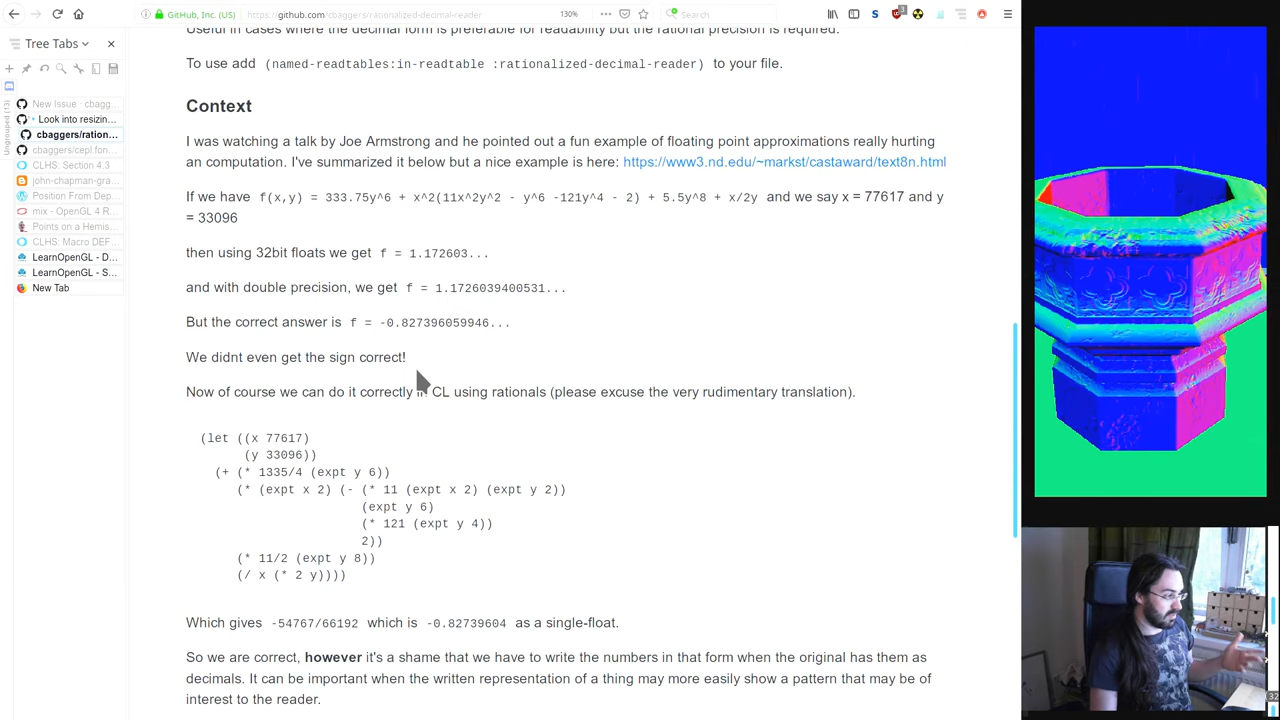 GitHub, Inc. (US)
https://github.com/cbaggers/rationalized-decimal-reader
130%
Search
3
Tree Tabs
Ungrouped (13)
New Issue · cbagg...
Look into resizin...
cbaggers/ration...
cbaggers/cepl.fon...
CLHS: Section 4.3
john-chapman-gra...
Position From Dep...
mix - OpenGL 4 R...
Points on a Hemis...
CLHS: Macro DEF...
LearnOpenGL - D...
LearnOpenGL - S...
New Tab
Useful in cases where the decimal form is preferable for readability but the rational precision is required.
To use add (named-readtables:in-readtable :rationalized-decimal-reader) to your file.
Context
I was watching a talk by Joe Armstrong and he pointed out a fun example of floating point approximations really hurting
an computation. I've summarized it below but a nice example is here: https://www3.nd.edu/~markst/castaward/text8n.html
If we have f(x,y) = 333.75y^6 + x^2(11x^2y^2 - y^6 -121y^4 - 2) + 5.5y^8 + x/2y and we say x = 77617 and y
= 33096
then using 32bit floats we get f = 1.172603...
and with double precision, we get f = 1.1726039400531...
But the correct answer is f = -0.827396059946...
We didnt even get the sign correct!
Now of course we can do it correctly in CL using rationals (please excuse the very rudimentary translation).
(let ((x 77617)
(y 33096))
(+ (* 1335/4 (expt y 6))
(* (expt x 2) (- (* 11 (expt x 2) (expt y 2))
(expt y 6)
(* 121 (expt y 4))
2))
(* 11/2 (expt y 8))
(/ x (* 2 y))))
Which gives -54767/66192 which is -0.82739604 as a single-float.
So we are correct, however it's a shame that we have to write the numbers in that form when the original has them as
decimals. It can be important when the written representation of a thing may more easily show a pattern that may be of
interest to the reader.
32